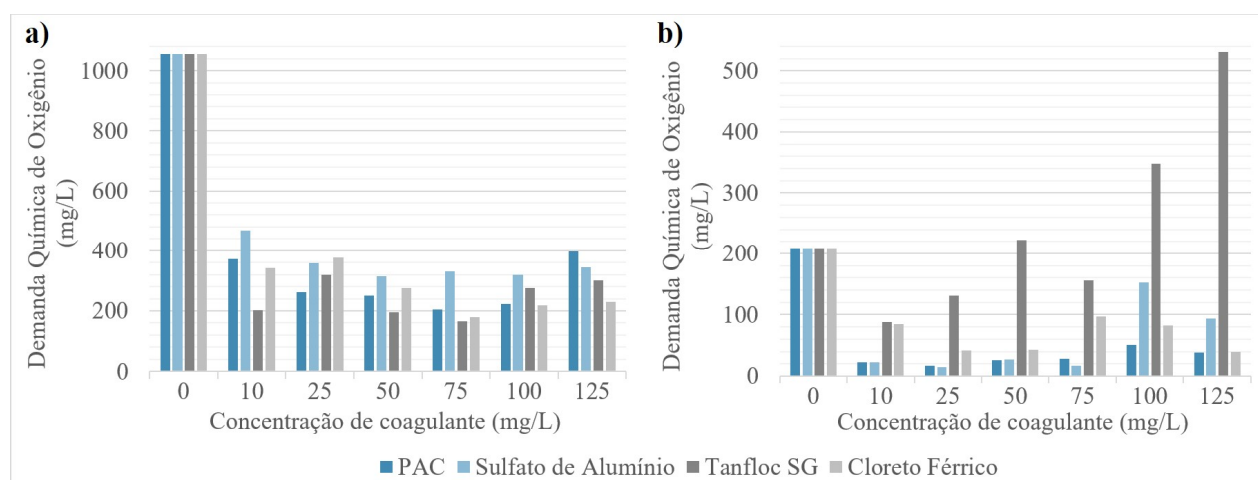 a)
Demanda Química de Oxigênio
(mg/L)
1000
800
600
400
200
0
0 10 25 50 75 100 125
Concentração de coagulante (mg/L)
b)
Demanda Química de Oxigênio
(mg/L)
500
400
300
200
100
0
0 10 25 50 75 100 125
Concentração de coagulante (mg/L)
PAC Sulfato de Alumínio Tanfloc SG Cloreto Férrico